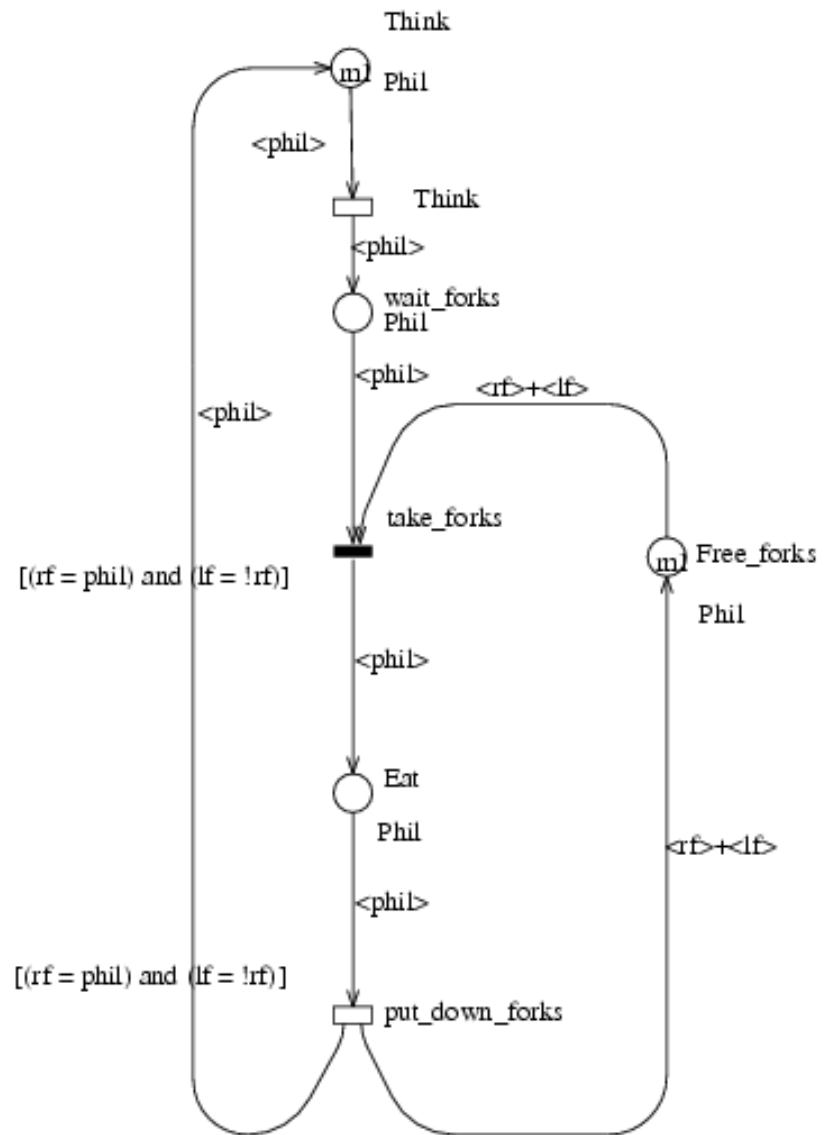 Think
m1
Phil
<phil>
Think
<phil>
wait_forks
Phil
<phil>
<rf>+<lf>
<phil>
take_forks
m1
Free_forks
[(rf = phil) and (lf = !rf)]
Phil
<phil>
Eat
Phil
<rf>+<lf>
<phil>
[(rf = phil) and (lf = !rf)]
put_down_forks